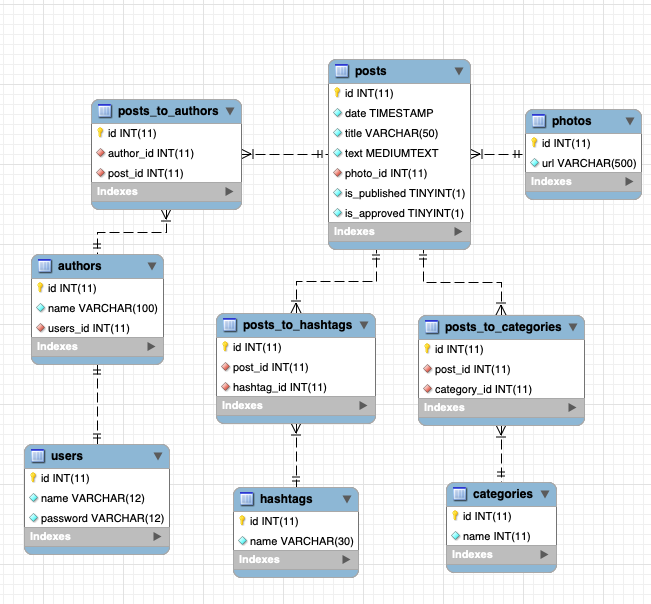 posts
id INT(11)
date TIMESTAMP
title VARCHAR(50)
text MEDIUMTEXT
photo_id INT(11)
is_published TINYINT(1)
is_approved TINYINT(1)
Indexes
posts_to_authors
id INT(11)
author_id INT(11)
post_id INT(11)
Indexes
photos
id INT(11)
url VARCHAR(500)
Indexes
authors
id INT(11)
name VARCHAR(100)
users_id INT(11)
Indexes
posts_to_hashtags
id INT(11)
post_id INT(11)
hashtag_id INT(11)
Indexes
posts_to_categories
id INT(11)
post_id INT(11)
category_id INT(11)
Indexes
users
id INT(11)
name VARCHAR(12)
password VARCHAR(12)
Indexes
hashtags
id INT(11)
name VARCHAR(30)
Indexes
categories
id INT(11)
name INT(11)
Indexes